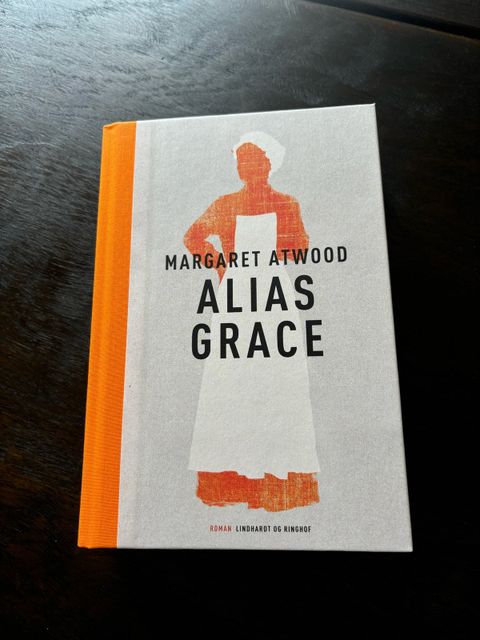 MARGARET ATWOOD
ALIAS
GRACE
ROMAN LINDHARDT OG RINGHOF